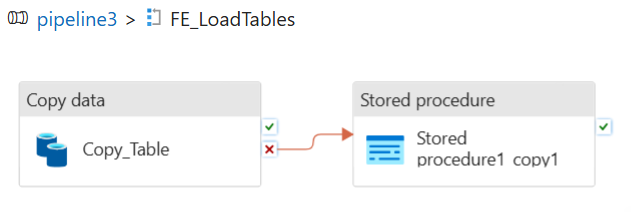 pipeline3 > FE_LoadTables
Copy data
Copy_Table
Stored procedure
Stored
procedure1_copy1